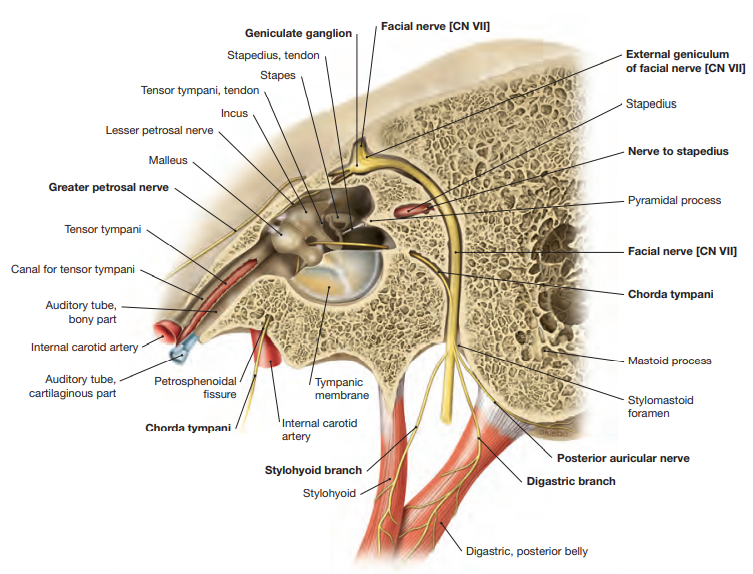 Facial nerve [CN VII]
Geniculate ganglion
Stapedius, tendon
Stapes
Tensor tympani, tendon
Incus
Lesser petrosal nerve
Malleus
Greater petrosal nerve
Tensor tympani
Canal for tensor tympani
Auditory tube,
bony part
Internal carotid artery
Auditory tube,
cartilaginous part
Petrosphenoidal
fissure
Chorda tympani
Internal carotid
artery
Tympanic
membrane
Stylohyoid branch
Stylohyoid
External geniculum
of facial nerve [CN VII]
Stapedius
Nerve to stapedius
Pyramidal process
Facial nerve [CN VII]
Chorda tympani
Mastoid process
Stylomastoid
foramen
Posterior auricular nerve
Digastric branch
Digastric, posterior belly